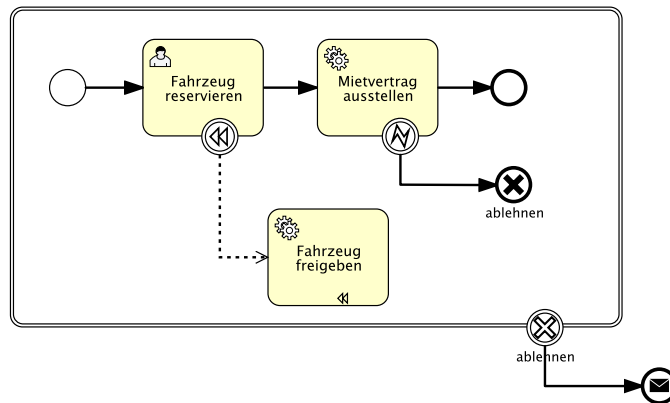 Fahrzeug
reservieren
Mietvertrag
ausstellen
ablehnen
Fahrzeug
freigeben
ablehnen